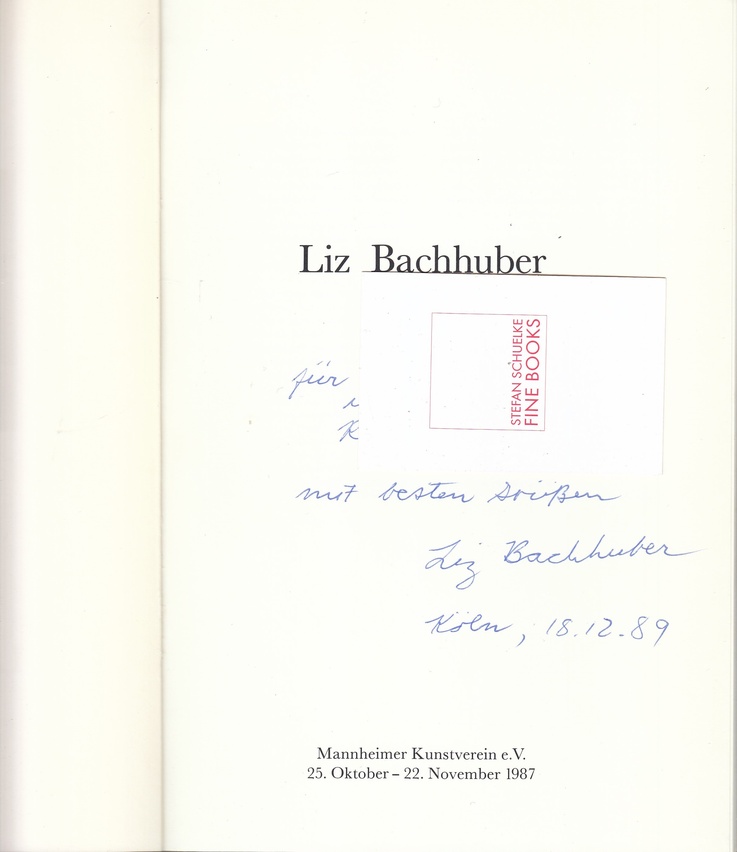 Liz Bachhuber
STEFAN SCHUELKE
FINE BOOKS
für
K
mit besten Grüßen
Liz Bachhuber
Köln, 18.12.89
Mannheimer Kunstverein e.V.
25. Oktober – 22. November 1987